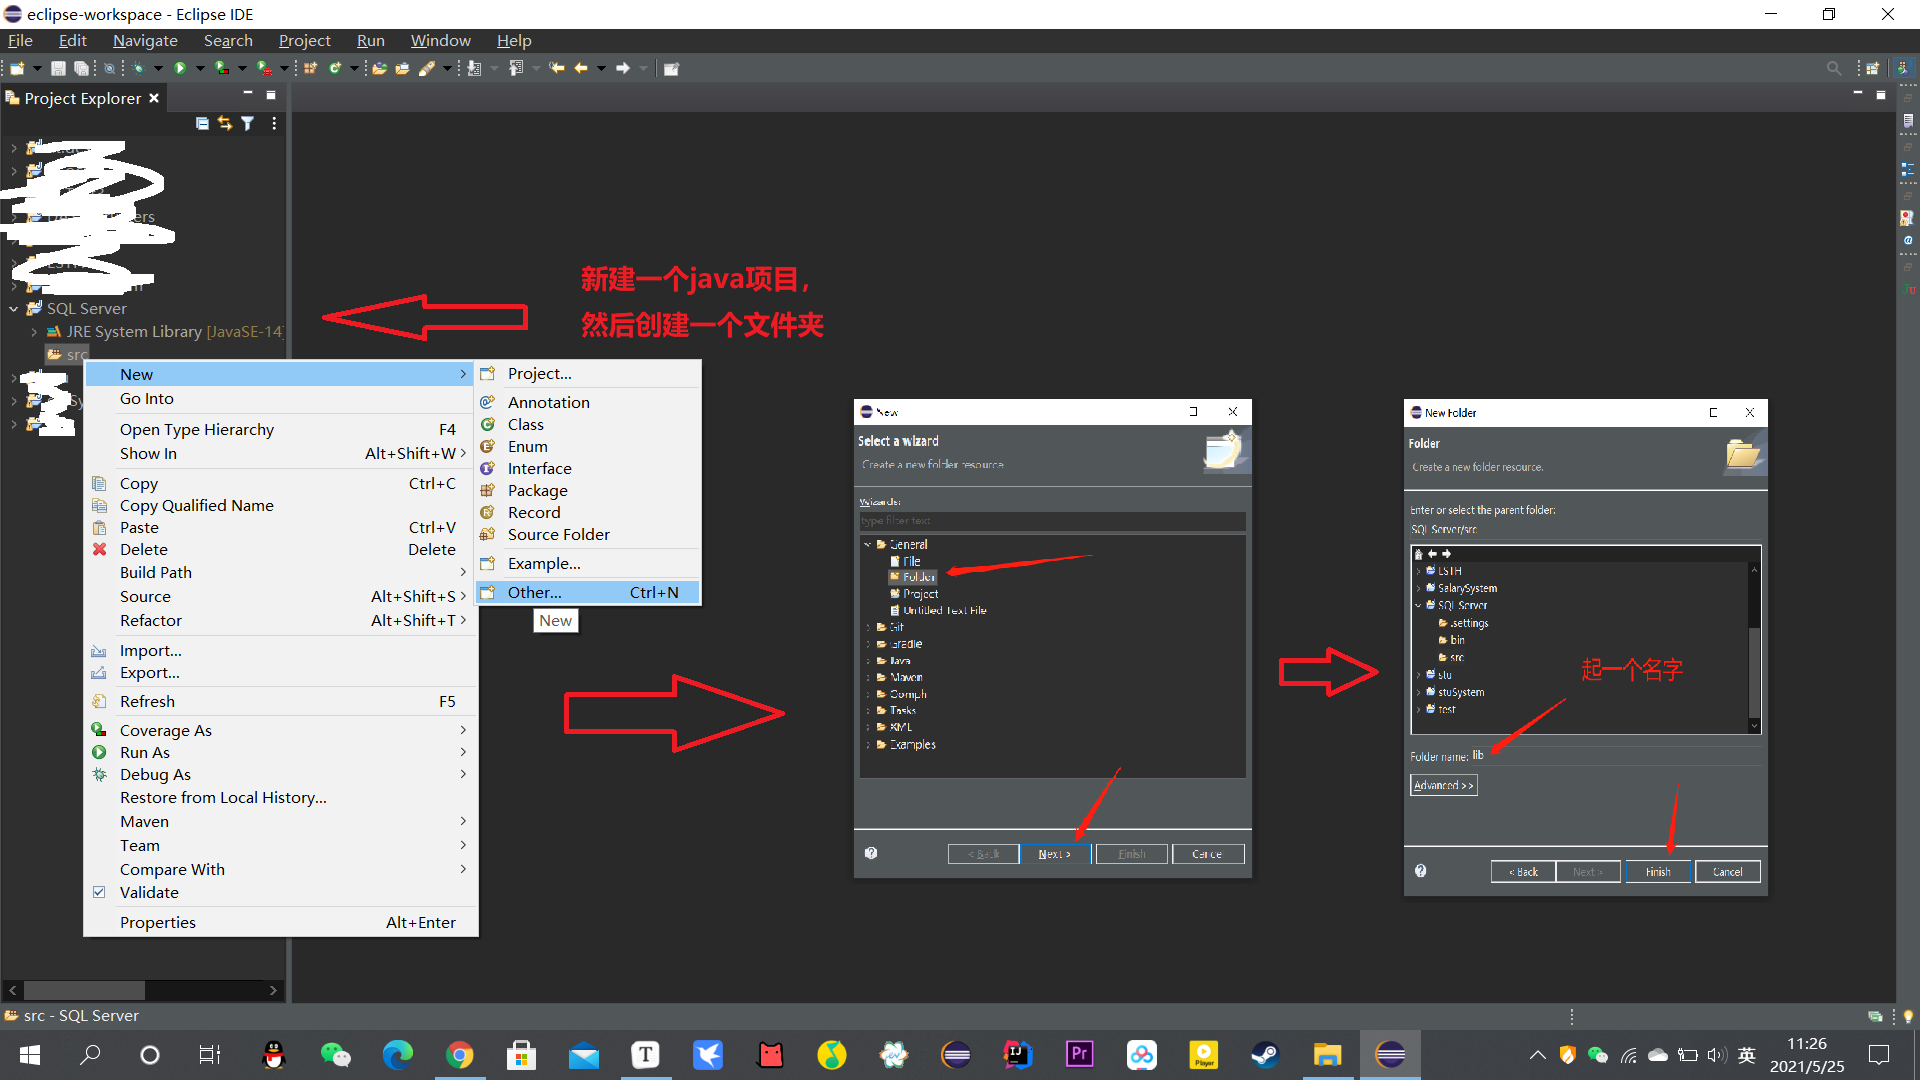 eclipse-workspace - Eclipse IDE
File Edit Navigate Search Project Run Window Help
Project Explorer
SQL Server
JRE System Library [JavaSE-14]
src
新建一个java项目，
然后创建一个文件夹
New
Go Into
Open Type Hierarchy F4
Show In Alt+Shift+W
Copy Ctrl+C
Copy Qualified Name
Paste Ctrl+V
Delete Delete
Build Path
Source Alt+Shift+S
Refactor Alt+Shift+T
Import...
Export...
Refresh F5
Coverage As
Run As
Debug As
Restore from Local History...
Maven
Team
Compare With
Validate
Properties Alt+Enter
Project...
Annotation
Class
Enum
Interface
Package
Record
Source Folder
Example...
Other... Ctrl+N
New
New
Select a wizard
Create a new folder resource
Wizards:
type filter text
General
File
Folder
Project
Untitled Text File
Git
Gradle
Java
Maven
Oomph
Tasks
XML
Examples
< Back Next > Finish Cancel
New Folder
Folder
Create a new folder resource.
Enter or select the parent folder:
SQL Server/src
LSTH
SalarySystem
SQL Server
.settings
bin
src
stu
stuSystem
test
起一个名字
Folder name: lib
Advanced >>
< Back Next > Finish Cancel
src - SQL Server
英
11:26
2021/5/25